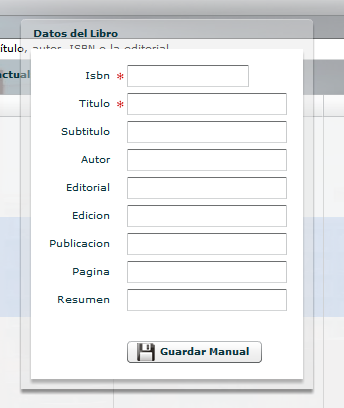 Datos del Libro
ítulo, autor, ISBN o la editorial
actual
Isbn *
Titulo *
Subtitulo
Autor
Editorial
Edicion
Publicacion
Pagina
Resumen
Guardar Manual